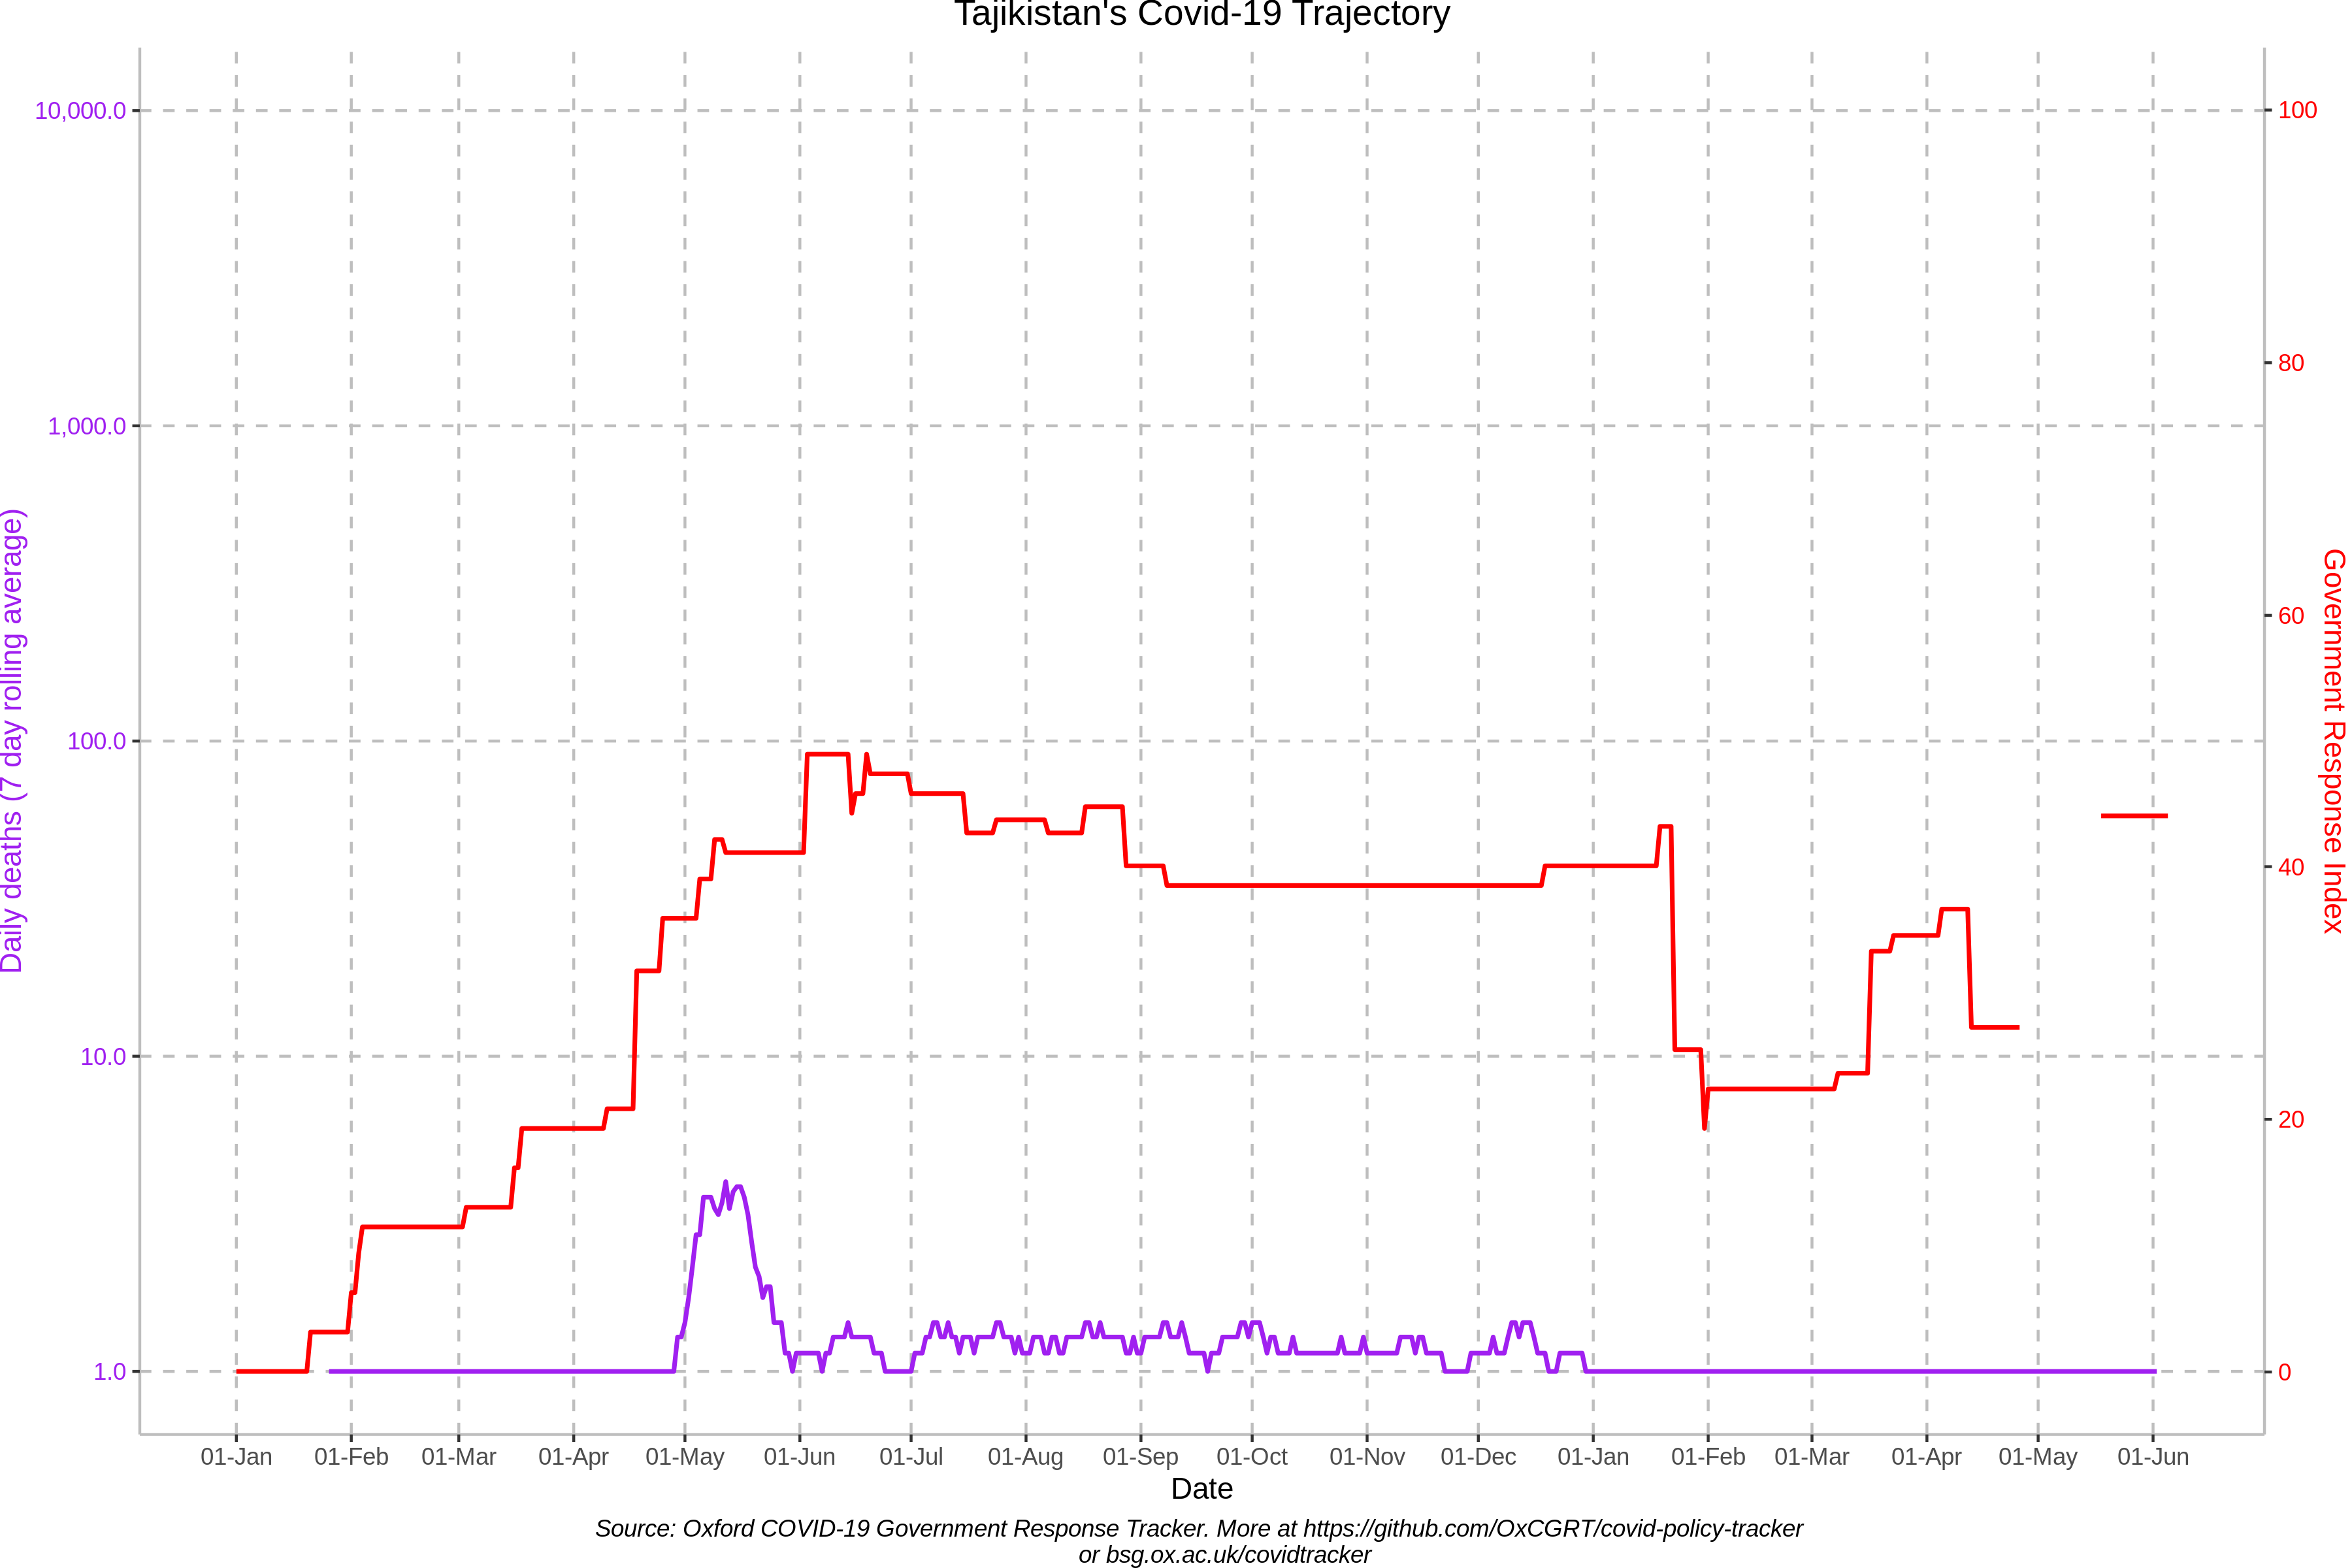 Tajikistan's Covid-19 Trajectory
Daily deaths (7 day rolling average)
10,000.0
1,000.0
100.0
10.0
1.0
100
80
60
40
20
0
Government Response Index
01-Jan 01-Feb 01-Mar 01-Apr 01-May 01-Jun 01-Jul 01-Aug 01-Sep 01-Oct 01-Nov 01-Dec 01-Jan 01-Feb 01-Mar 01-Apr 01-May 01-Jun
Date
Source: Oxford COVID-19 Government Response Tracker. More at https://github.com/OxCGRT/covid-policy-tracker
or bsg.ox.ac.uk/covidtracker